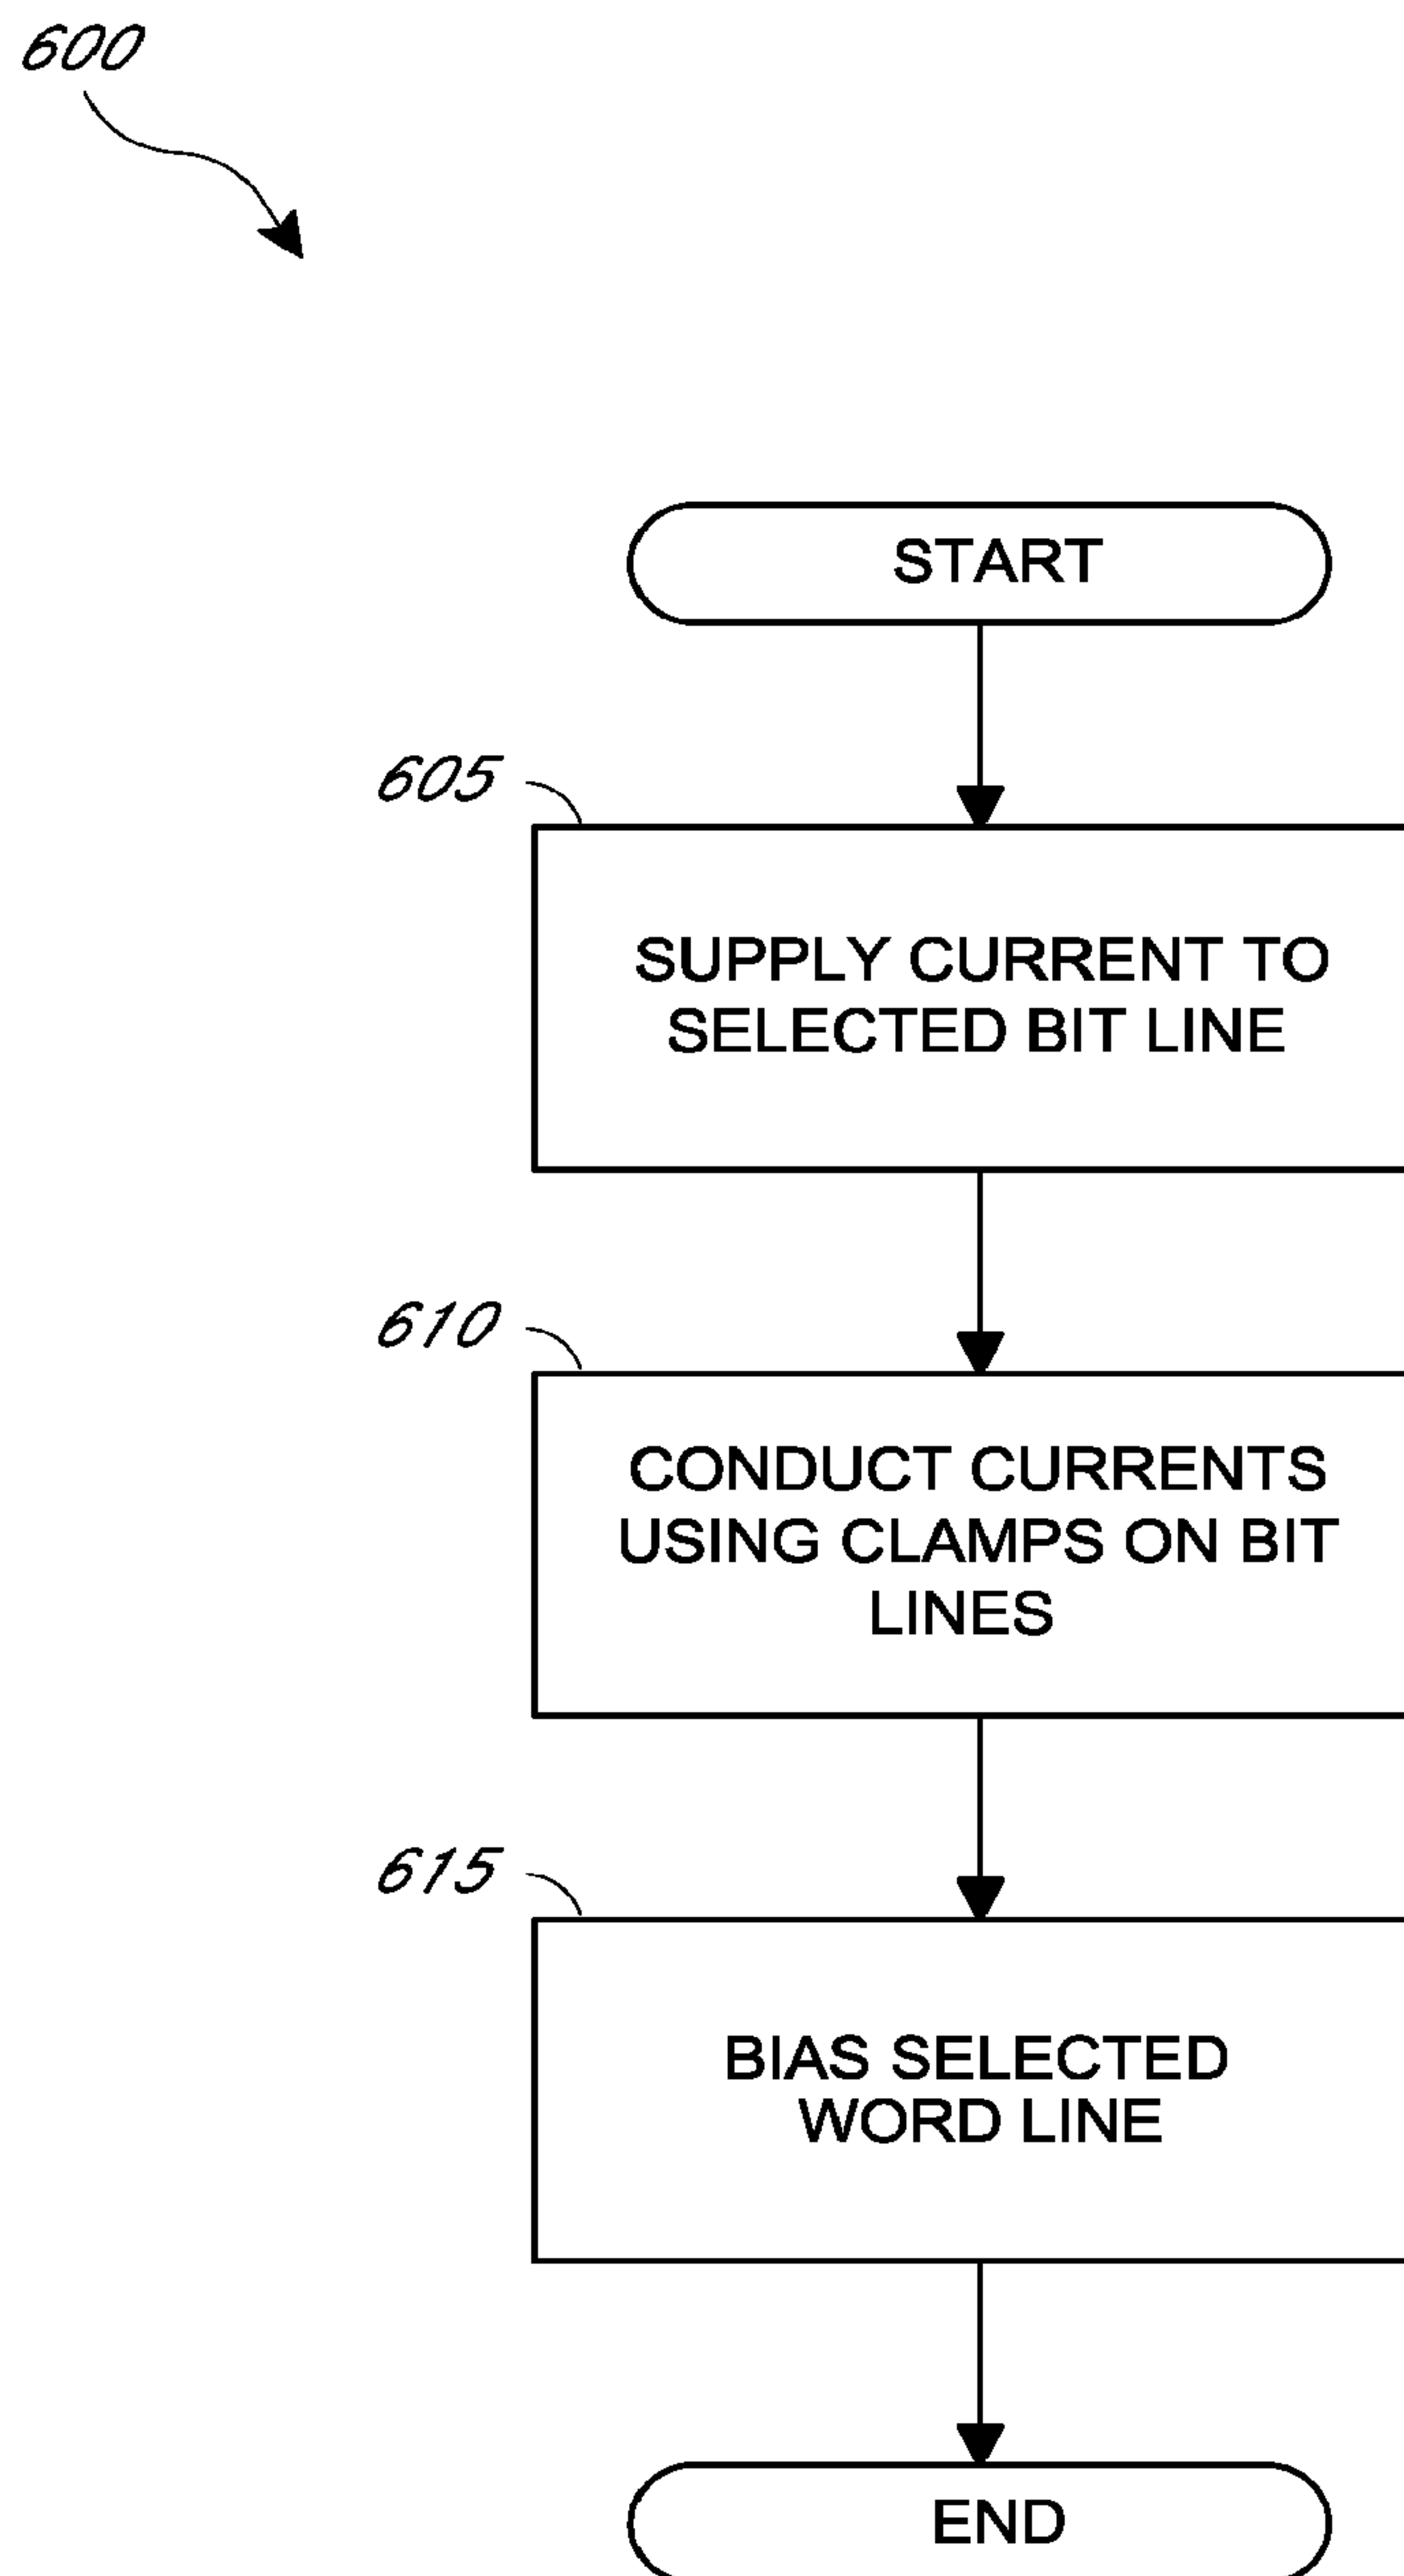 600
START
605
SUPPLY CURRENT TO
SELECTED BIT LINE
610
CONDUCT CURRENTS
USING CLAMPS ON BIT
LINES
615
BIAS SELECTED
WORD LINE
END